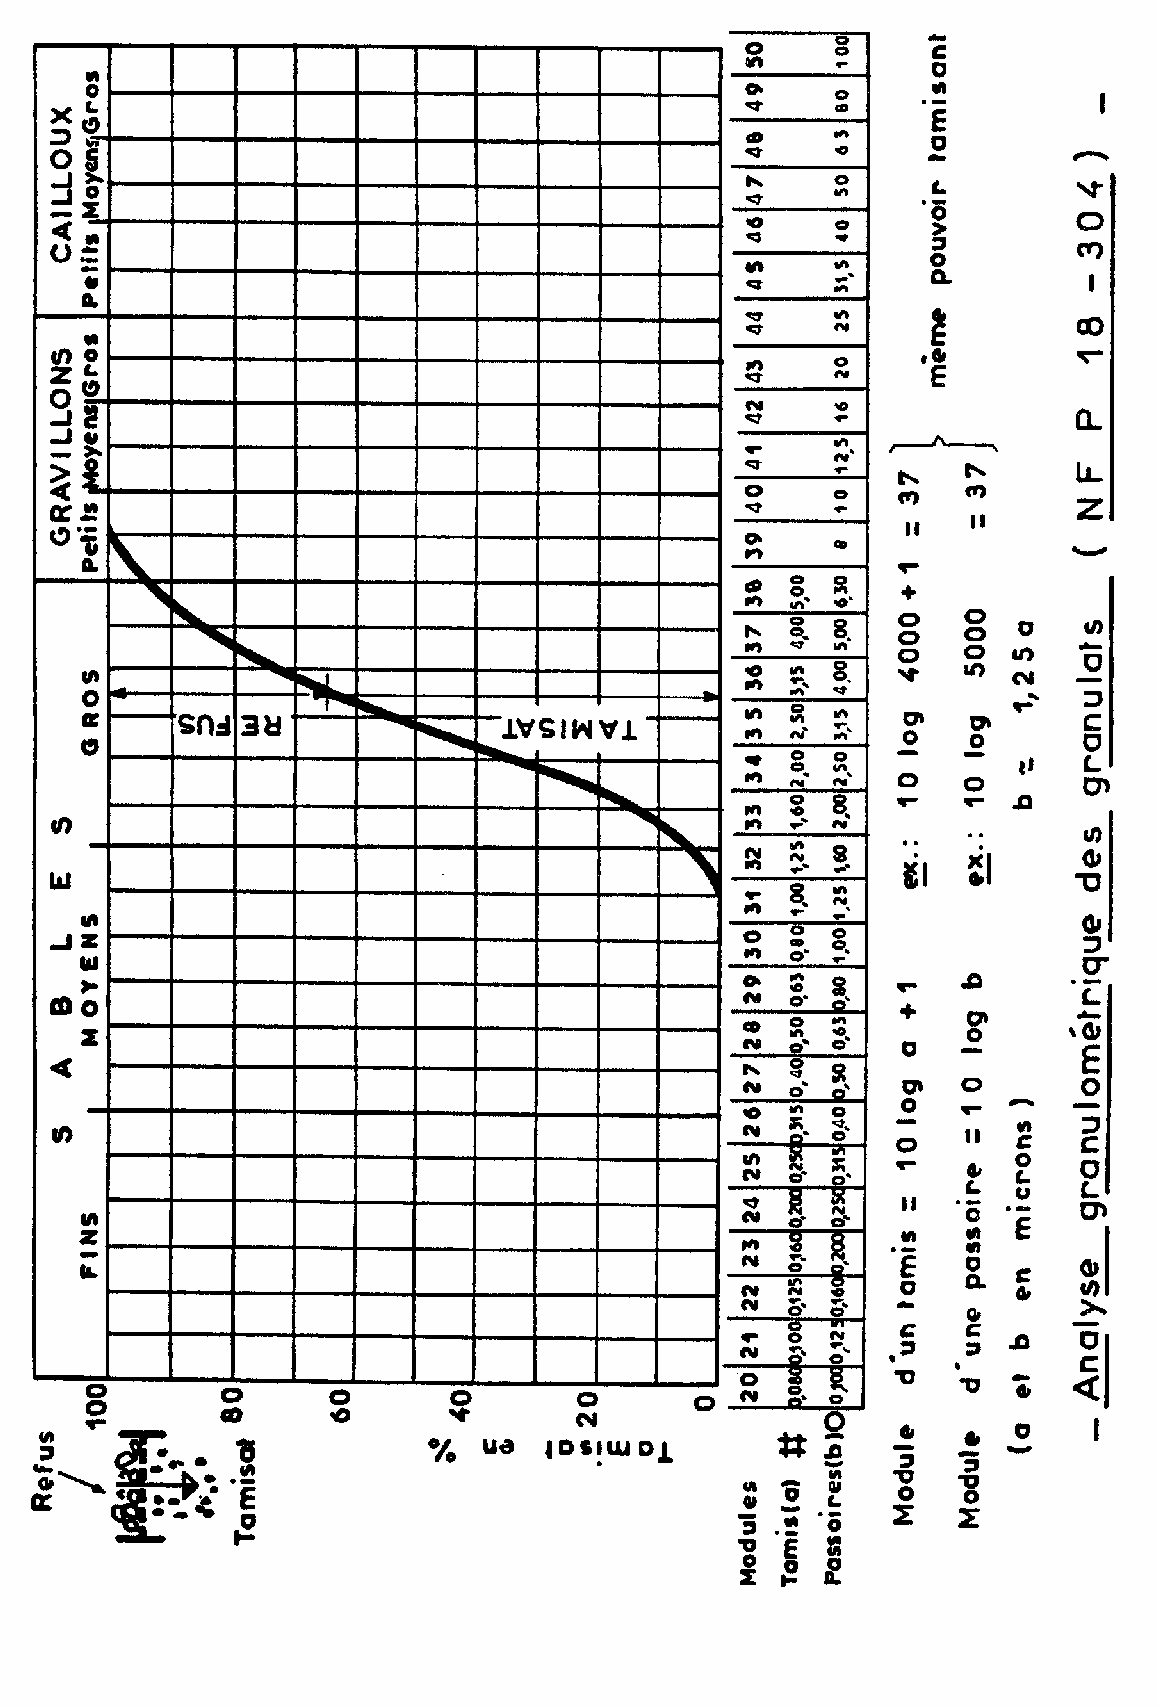 SABLES GRAVILLONS CAILLOUX
FINS MOYENS GROS Petits Moyens Gros Petits Moyens Gros
Refus
Tamisat
Tamisat en %
100
80
60
40
20
0
REFUS
TAMISAT
Modules 20 21 22 23 24 25 26 27 28 29 30 31 32 33 34 35 36 37 38 39 40 41 42 43 44 45 46 47 48 49 50
Tamis(a) # 0,080 0,100 0,125 0,160 0,200 0,250 0,315 0,40 0,50 0,63 0,80 1,00 1,25 1,60 2,00 2,50 3,15 4,00 5,00
Passoires(b) O 0,100 0,125 0,160 0,200 0,250 0,315 0,40 0,50 0,63 0,80 1,00 1,25 1,60 2,00 2,50 3,15 4,00 5,00 6,30 8 10 12,5 16 20 25 31,5 40 50 63 80 100
Module d'un tamis = 10 log a + 1 ex.: 10 log 4000 + 1 = 37
Module d'une passoire = 10 log b ex.: 10 log 5000 = 37
même pouvoir tamisant
(a et b en microns) b = 1,25 a
— Analyse granulométrique des granulats (NF P 18-304) —